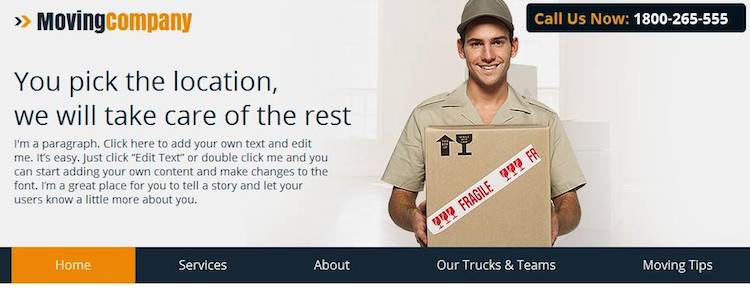 MovingCompany
Call Us Now: 1800-265-555
You pick the location,
we will take care of the rest
I'm a paragraph. Click here to add your own text and edit
me. It's easy. Just click “Edit Text” or double click me and you
can start adding your own content and make changes to the
font. I'm a great place for you to tell a story and let your
users know a little more about you.
FRAGILE FR
Home Services About Our Trucks & Teams Moving Tips